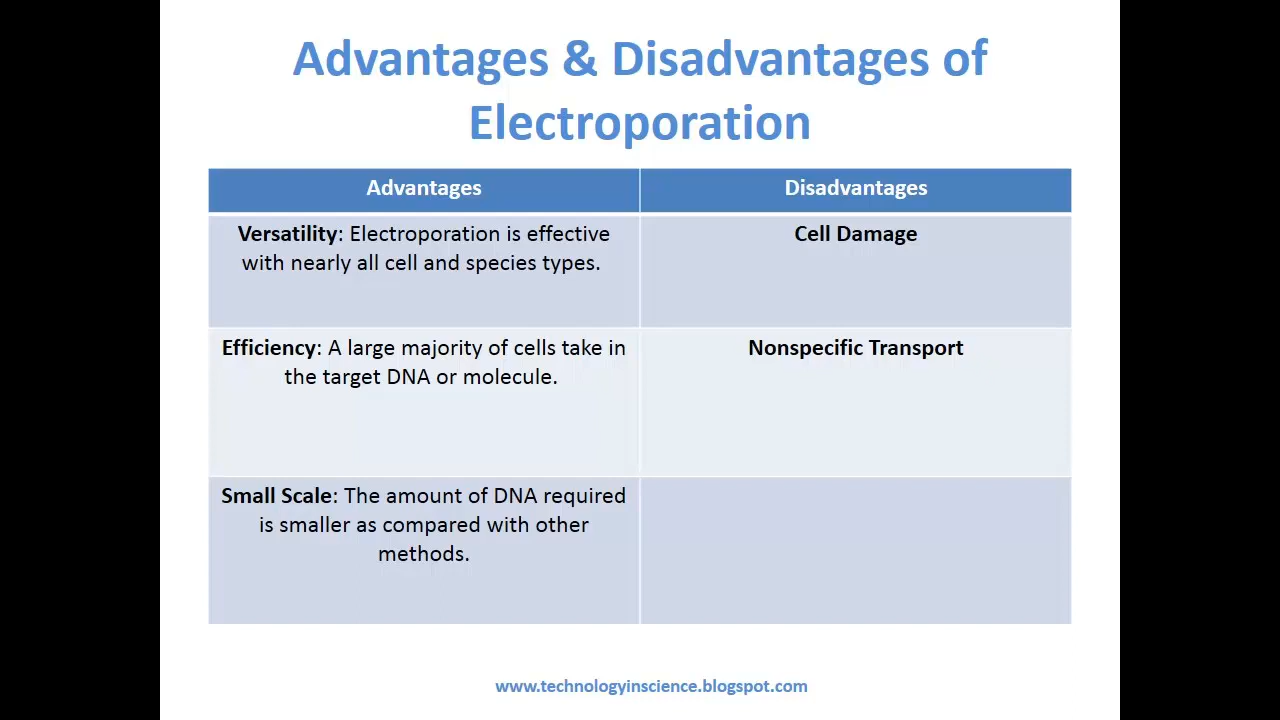 Advantages & Disadvantages of
Electroporation
Advantages
Disadvantages
Versatility: Electroporation is effective
with nearly all cell and species types.
Cell Damage
Efficiency: A large majority of cells take in
the target DNA or molecule.
Nonspecific Transport
Small Scale: The amount of DNA required
is smaller as compared with other
methods.
www.technologyinscience.blogspot.com